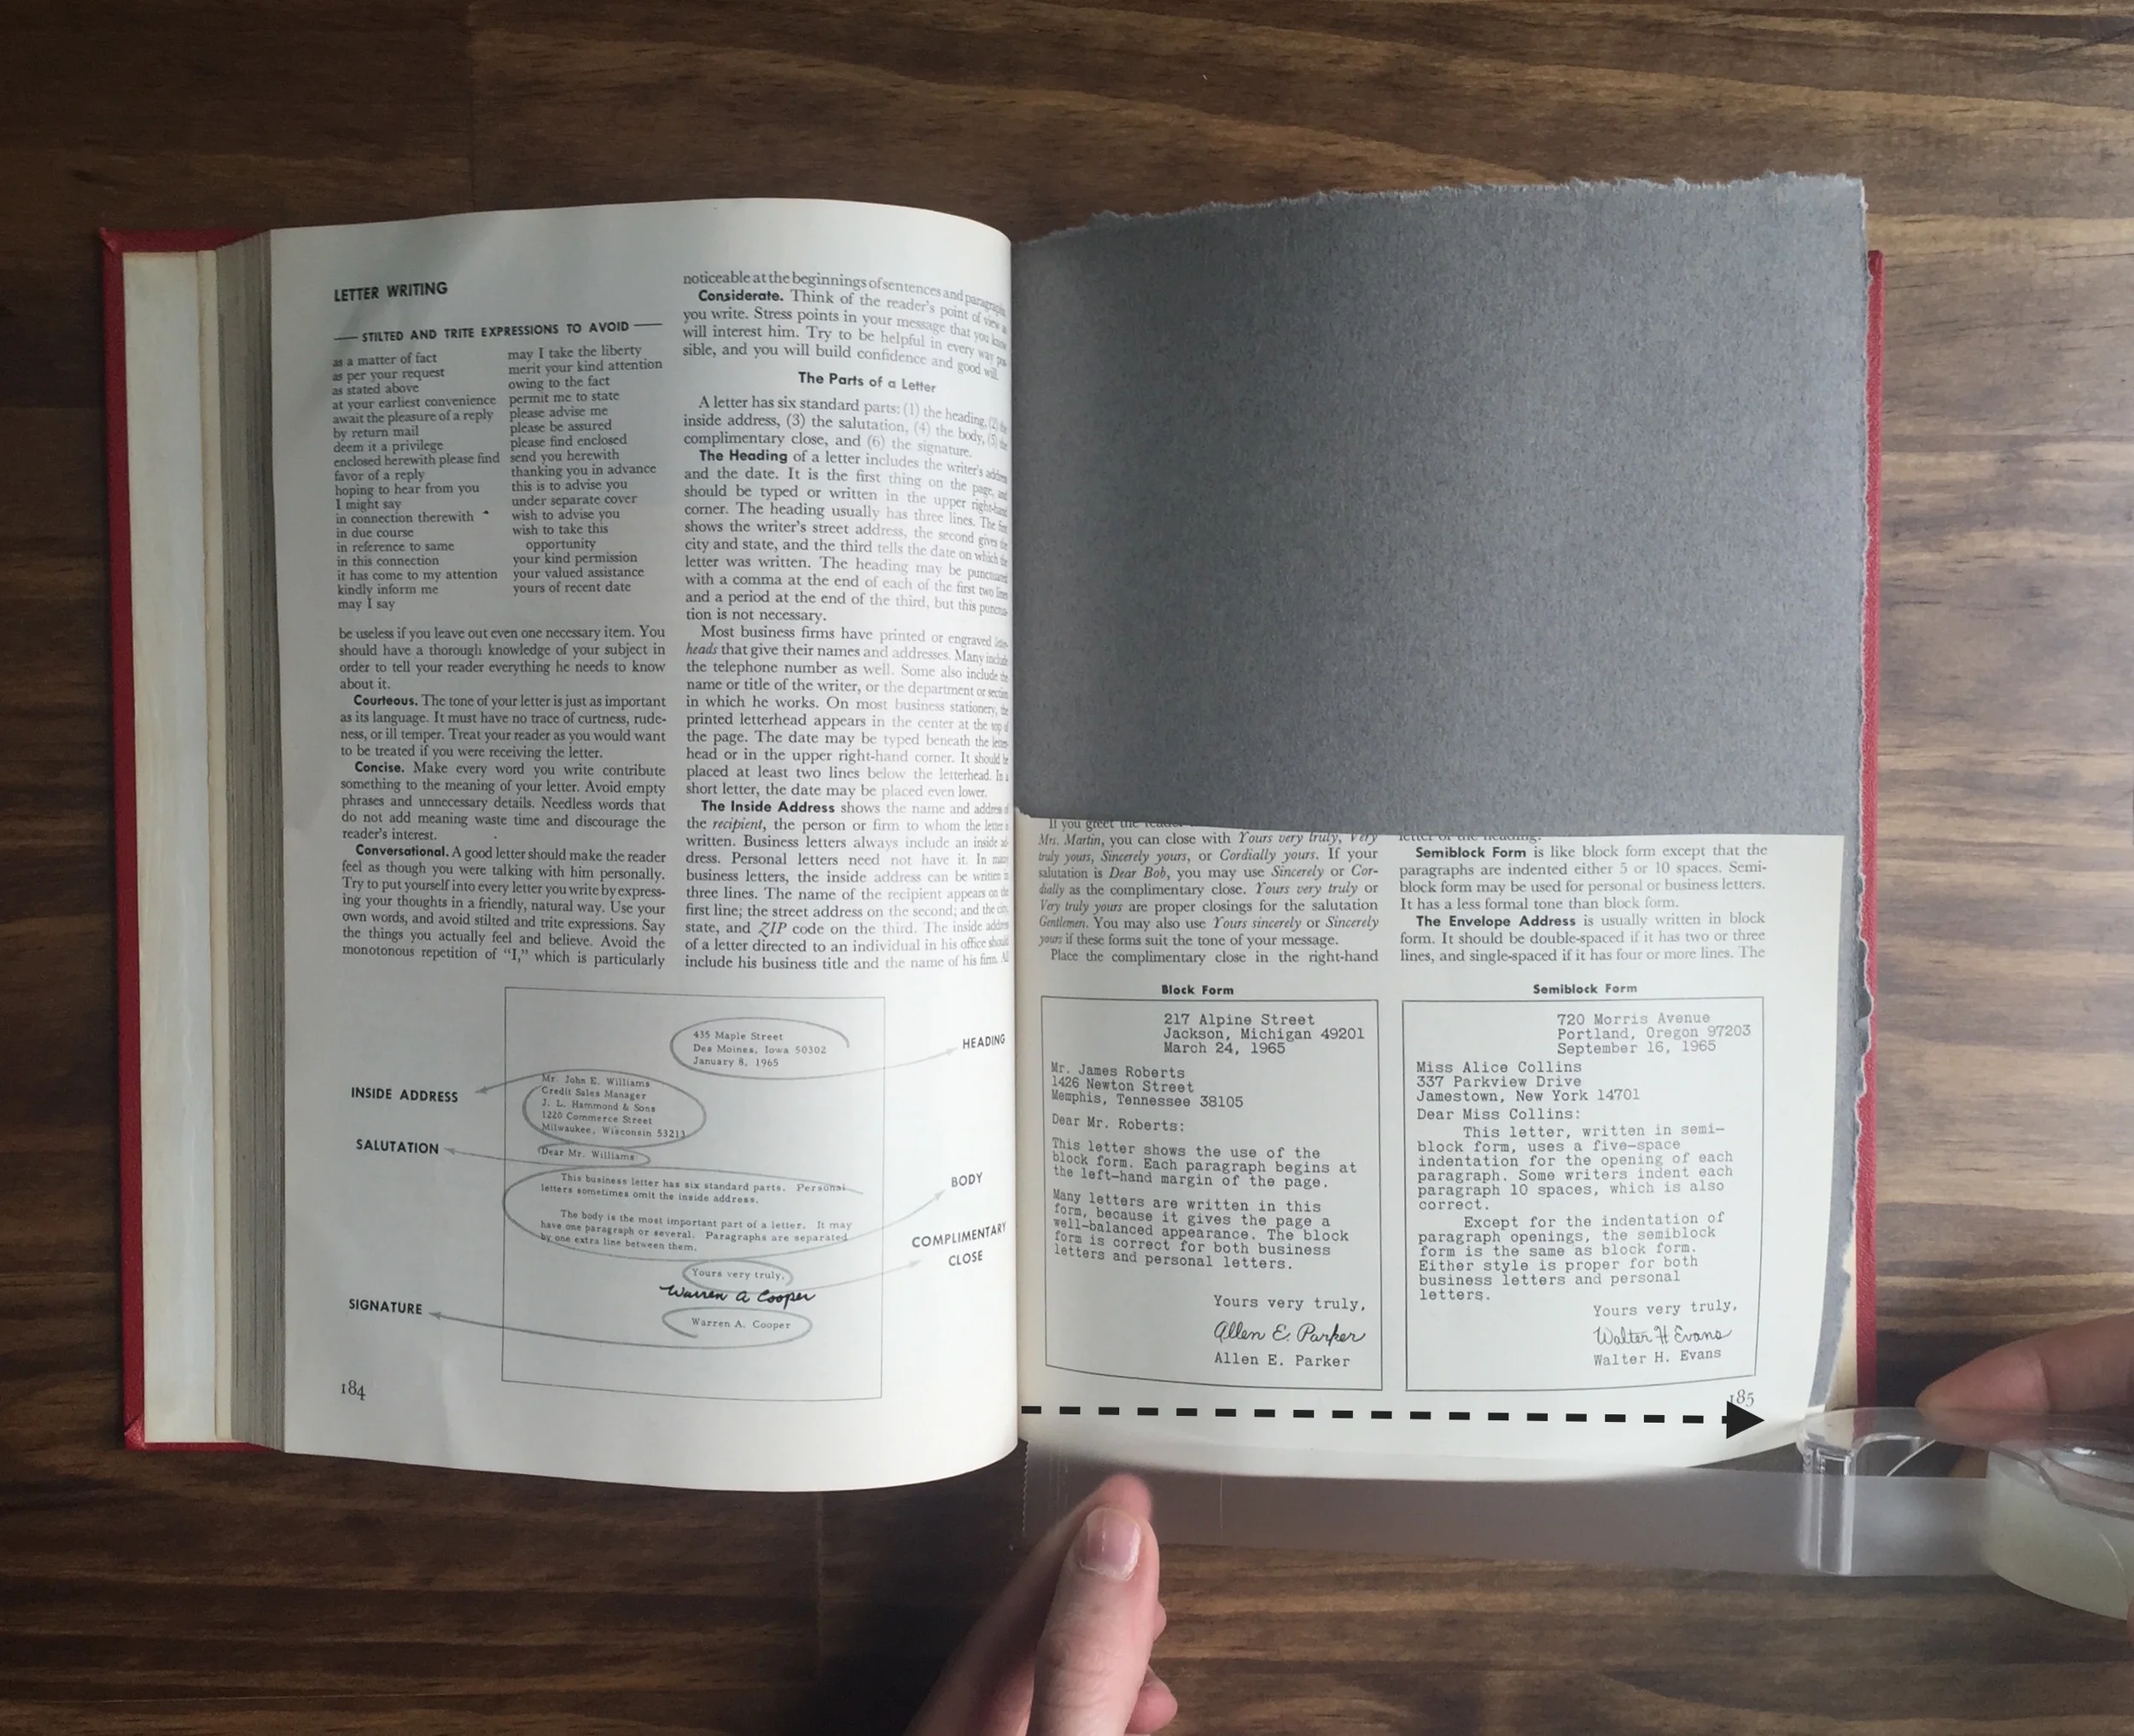 LETTER WRITING
STILTED AND TRITE EXPRESSIONS TO AVOID
as a matter of fact
as per your request
as stated above
at your earliest convenience
await the pleasure of a reply
by return mail
deem it a privilege
enclosed herewith please find
favor of a reply
hoping to hear from you
I might say
in connection therewith
in due course
in reference to same
in this connection
it has come to my attention
kindly inform me
may I say
may I take the liberty
merit your kind attention
owing to the fact
permit me to state
please advise me
please be assured
please find enclosed
send you herewith
thanking you in advance
this is to advise you
under separate cover
wish to advise you
wish to take this
opportunity
your kind permission
your valued assistance
yours of recent date
be useless if you leave out even one necessary item. You
should have a thorough knowledge of your subject in
order to tell your reader everything he needs to know
about it.
Courteous. The tone of your letter is just as important
as its language. It must have no trace of curtness, rude-
ness, or ill temper. Treat your reader as you would want
to be treated if you were receiving the letter.
Concise. Make every word you write contribute
something to the meaning of your letter. Avoid empty
phrases and unnecessary details. Needless words that
do not add meaning waste time and discourage the
reader's interest.
Conversational. A good letter should make the reader
feel as though you were talking with him personally.
Try to put yourself into every letter you write by express-
ing your thoughts in a friendly, natural way. Use your
own words, and avoid stilted and trite expressions. Say
the things you actually feel and believe. Avoid the
monotonous repetition of "I," which is particularly
noticeable at the beginnings of sentences and paragraphs.
Considerate. Think of the reader's point of view as
you write. Stress points in your message that you know
will interest him. Try to be helpful in every way pos-
sible, and you will build confidence and good will.
The Parts of a Letter
A letter has six standard parts: (1) the heading, (2) the
inside address, (3) the salutation, (4) the body, (5) the
complimentary close, and (6) the signature.
The Heading of a letter includes the writer's address
and the date. It is the first thing on the page, and
should be typed or written in the upper right-hand
corner. The heading usually has three lines. The first
shows the writer's street address, the second gives the
city and state, and the third tells the date on which the
letter was written. The heading may be punctuated
with a comma at the end of each of the first two lines
and a period at the end of the third, but this punctua-
tion is not necessary.
Most business firms have printed or engraved letter-
heads that give their names and addresses. Many include
the telephone number as well. Some also include the
name or title of the writer, or the department or section
in which he works. On most business stationery, the
printed letterhead appears in the center at the top of
the page. The date may be typed beneath the letter-
head or in the upper right-hand corner. It should be
placed at least two lines below the letterhead. In a
short letter, the date may be placed even lower.
The Inside Address shows the name and address of
the recipient, the person or firm to whom the letter is
written. Business letters always include an inside ad-
dress. Personal letters need not have it. In many
business letters, the inside address can be written in
three lines. The name of the recipient appears on the
first line; the street address on the second; and the city,
state, and ZIP code on the third. The inside address
of a letter directed to an individual in his office should
include his business title and the name of his firm. All
435 Maple Street
Des Moines, Iowa 50302
January 8, 1965
HEADING
INSIDE ADDRESS
Mr. John E. Williams
Credit Sales Manager
J. L. Hammond & Sons
1220 Commerce Street
Milwaukee, Wisconsin 53213
SALUTATION
Dear Mr. Williams:
This business letter has six standard parts. Personal
letters sometimes omit the inside address.
The body is the most important part of a letter. It may
have one paragraph or several. Paragraphs are separated
by one extra line between them.
BODY
COMPLIMENTARY
CLOSE
Yours very truly,
Warren A Cooper
Warren A. Cooper
SIGNATURE
184
If you greet the reader
Mrs. Martin, you can close with Yours very truly, Very
truly yours, Sincerely yours, or Cordially yours. If your
salutation is Dear Bob, you may use Sincerely or Cor-
dially as the complimentary close. Yours very truly or
Very truly yours are proper closings for the salutation
Gentlemen. You may also use Yours sincerely or Sincerely
yours if these forms suit the tone of your message.
Place the complimentary close in the right-hand
letter or the heading.
Semiblock Form is like block form except that the
paragraphs are indented either 5 or 10 spaces. Semi-
block form may be used for personal or business letters.
It has a less formal tone than block form.
The Envelope Address is usually written in block
form. It should be double-spaced if it has two or three
lines, and single-spaced if it has four or more lines. The
Block Form
217 Alpine Street
Jackson, Michigan 49201
March 24, 1965
Mr. James Roberts
1426 Newton Street
Memphis, Tennessee 38105
Dear Mr. Roberts:
This letter shows the use of the
block form. Each paragraph begins at
the left-hand margin of the page.
Many letters are written in this
form, because it gives the page a
well-balanced appearance. The block
form is correct for both business
letters and personal letters.
Yours very truly,
Allen E. Parker
Allen E. Parker
Semiblock Form
720 Morris Avenue
Portland, Oregon 97203
September 16, 1965
Miss Alice Collins
337 Parkview Drive
Jamestown, New York 14701
Dear Miss Collins:
This letter, written in semi-
block form, uses a five-space
indentation for the opening of each
paragraph. Some writers indent each
paragraph 10 spaces, which is also
correct.
Except for the indentation of
paragraph openings, the semiblock
form is the same as block form.
Either style is proper for both
business letters and personal
letters.
Yours very truly,
Walter H Evans
Walter H. Evans
185